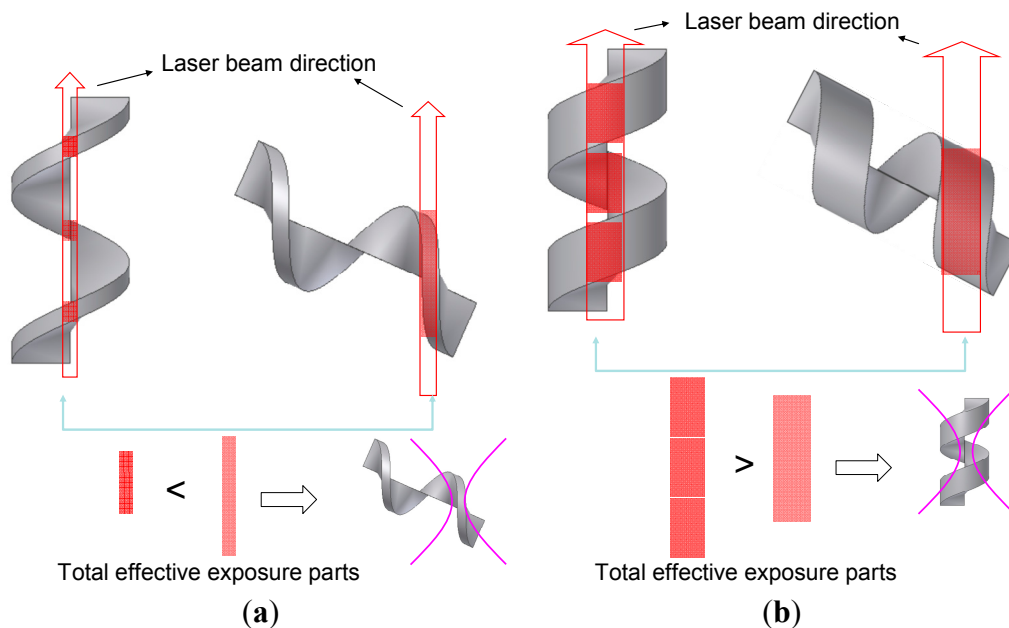 Laser beam direction
<
Total effective exposure parts
(a)
Laser beam direction
>
Total effective exposure parts
(b)